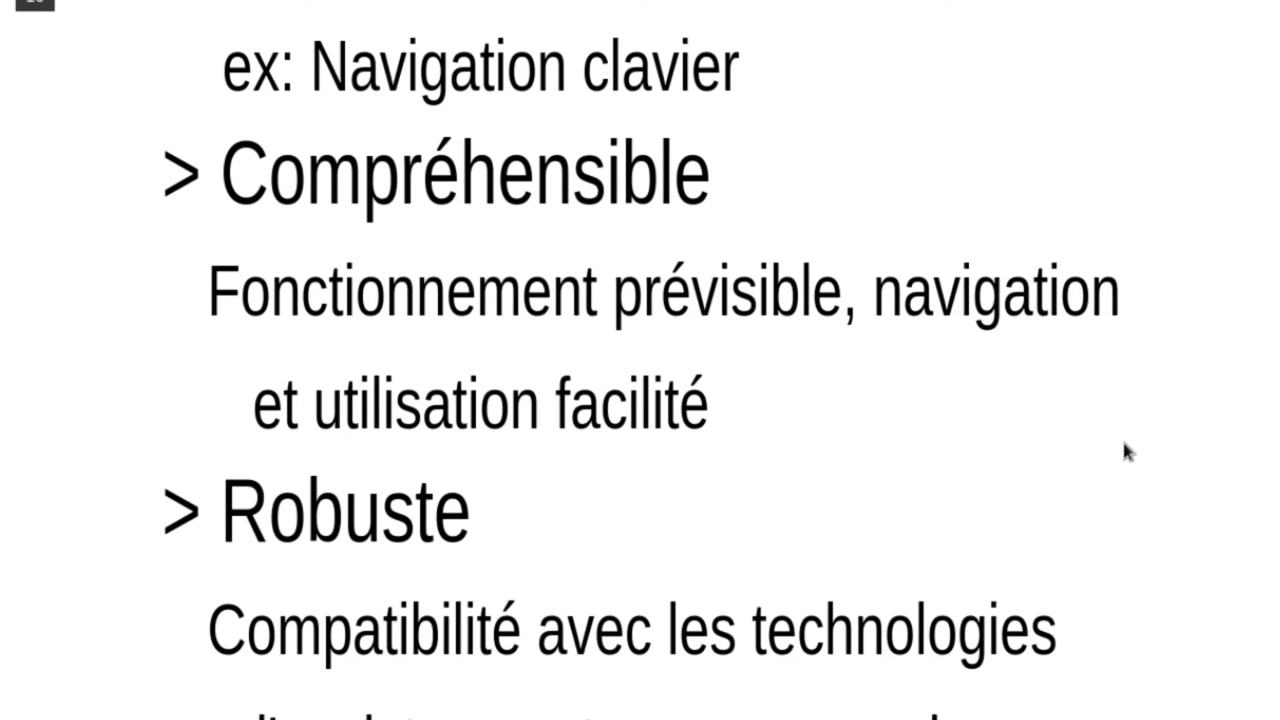 ex: Navigation clavier
> Compréhensible
Fonctionnement prévisible, navigation
et utilisation facilité
> Robuste
Compatibilité avec les technologies